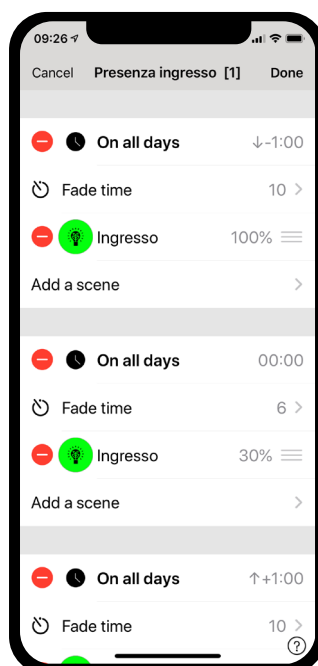 09:26
Cancel Presenza ingresso [1] Done
On all days ↓-1:00
Fade time 10 >
Ingresso 100%
Add a scene >
On all days 00:00
Fade time 6 >
Ingresso 30%
Add a scene >
On all days ↑+1:00
Fade time 10 >
?